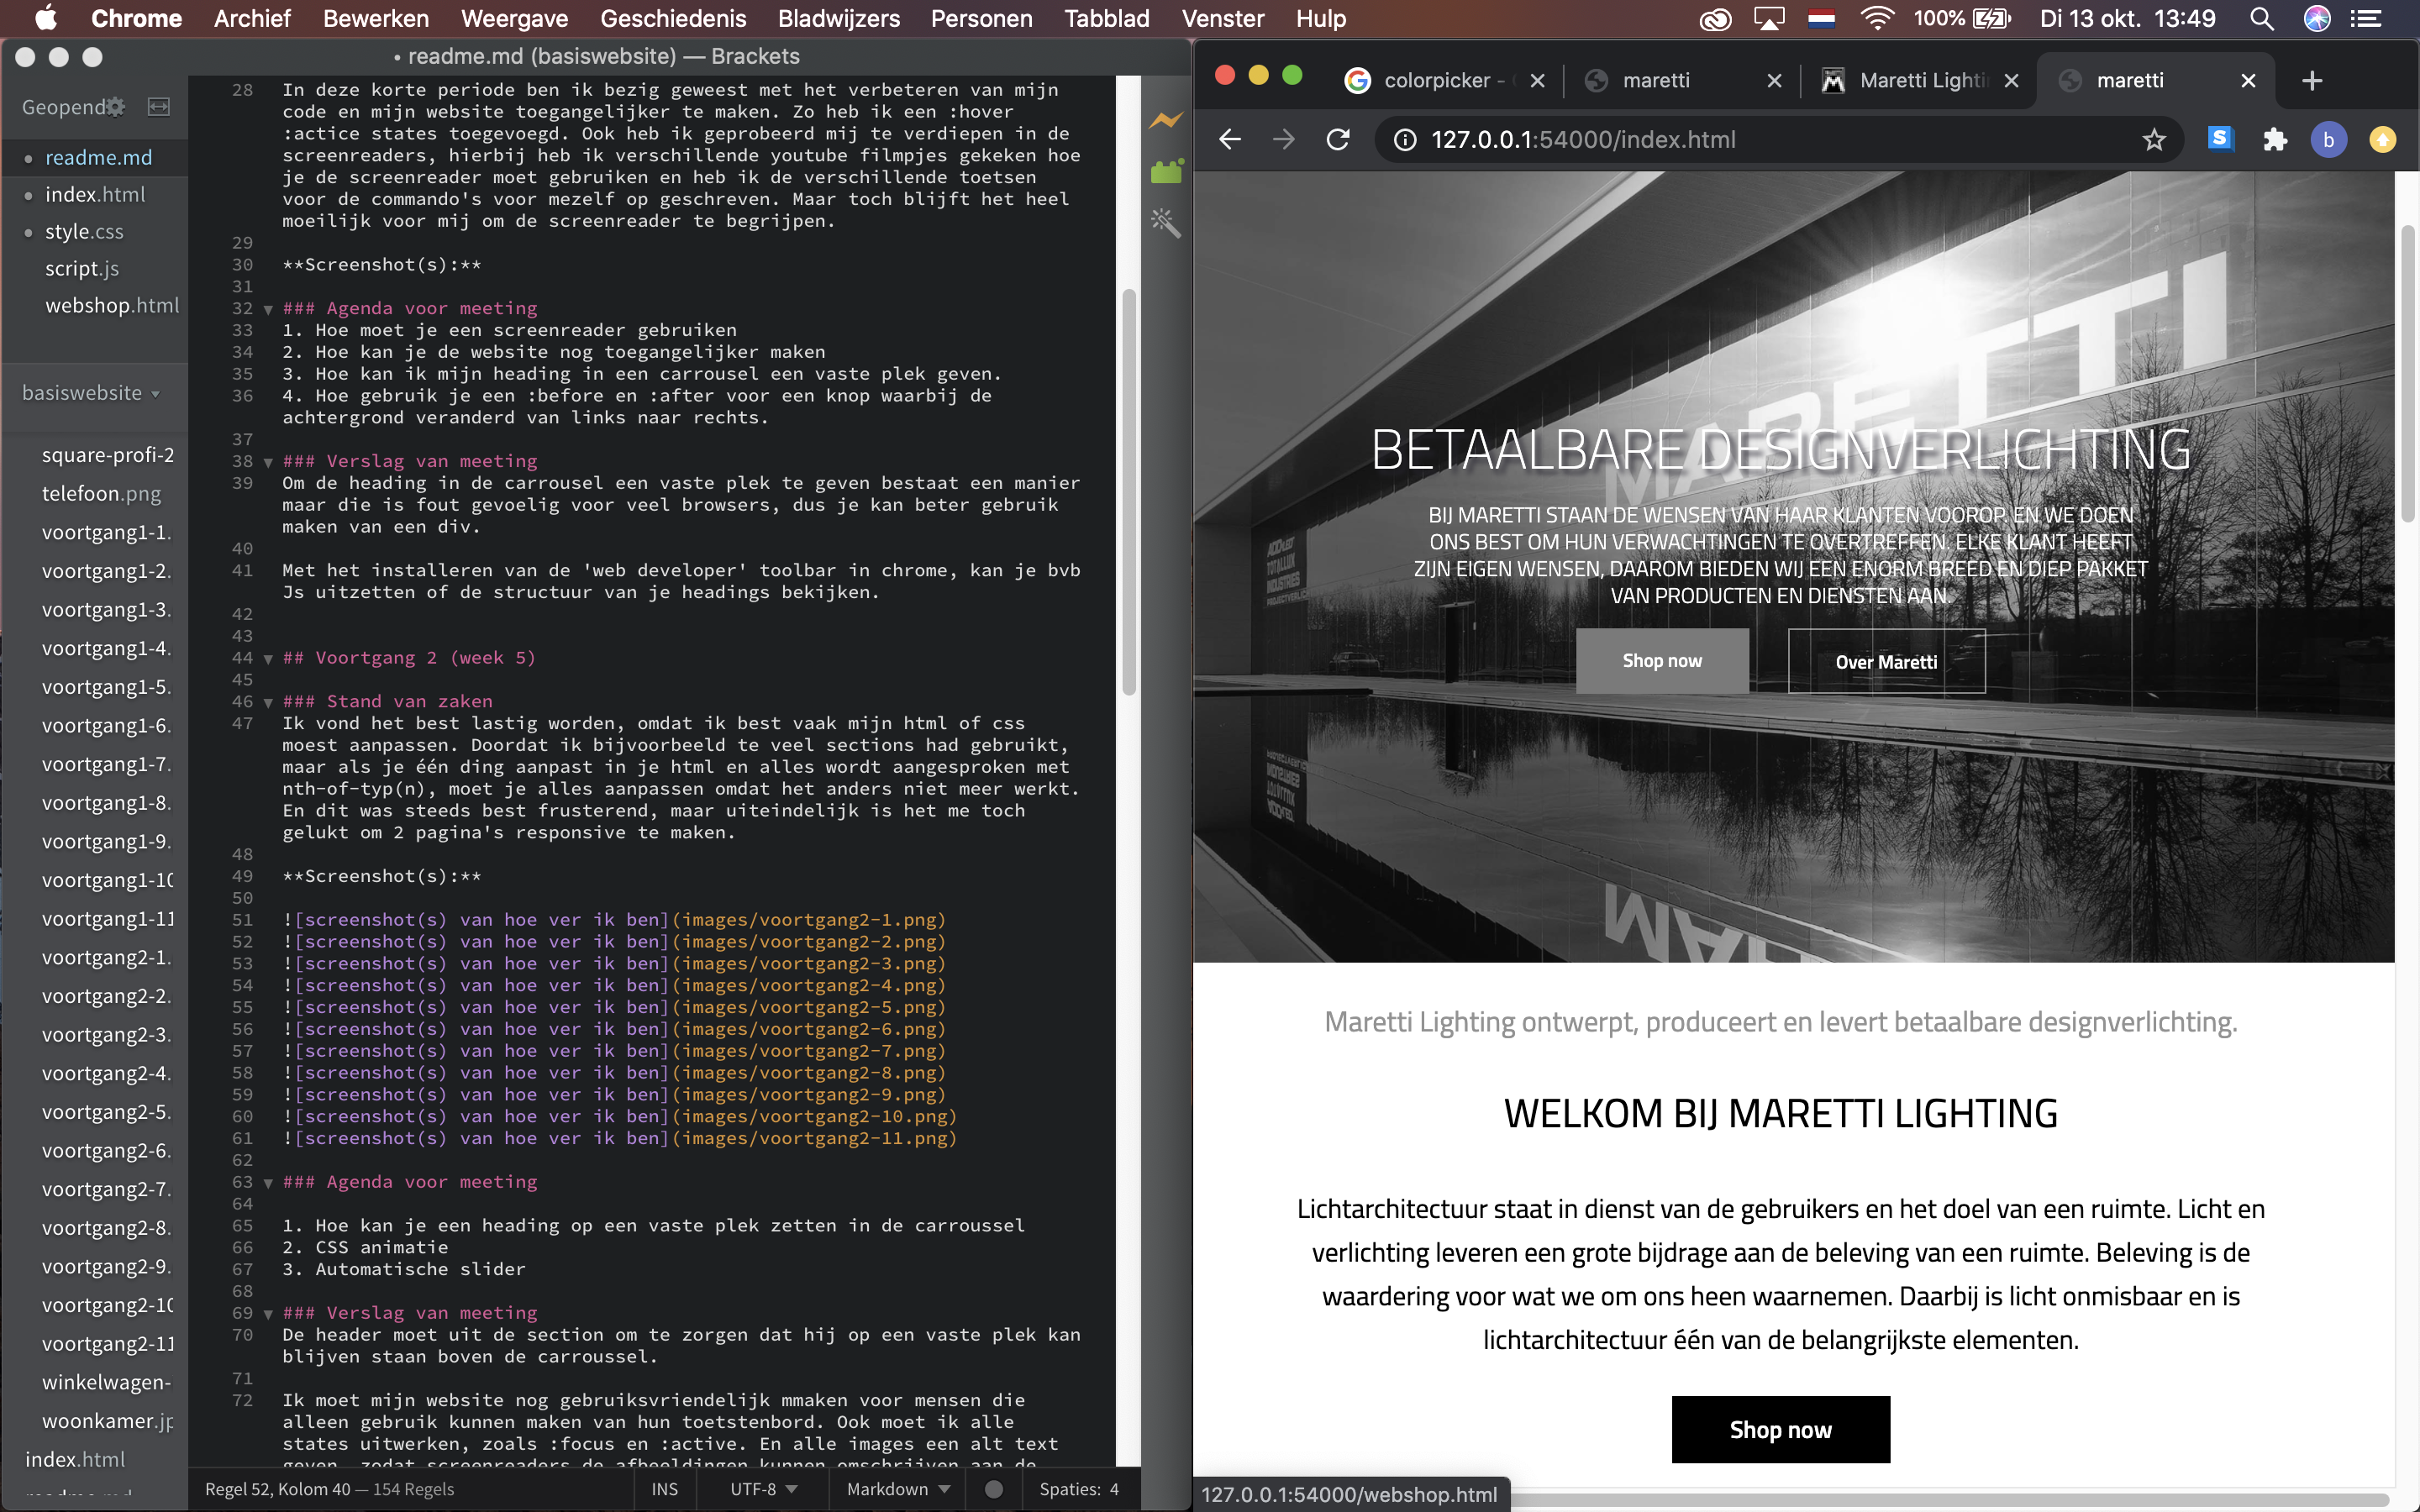 Chrome Archief Bewerken Weergave Geschiedenis Bladwijzers Personen Tabblad Venster Hulp 100% Di 13 okt. 13:49
• readme.md (basiswebsite) — Brackets
Geopend
readme.md
index.html
style.css
script.js
webshop.html
basiswebsite
square-profi-2
telefoon.png
voortgang1-1.
voortgang1-2.
voortgang1-3.
voortgang1-4.
voortgang1-5.
voortgang1-6.
voortgang1-7.
voortgang1-8.
voortgang1-9.
voortgang1-10
voortgang1-11
voortgang2-1.
voortgang2-2.
voortgang2-3.
voortgang2-4.
voortgang2-5.
voortgang2-6.
voortgang2-7.
voortgang2-8.
voortgang2-9.
voortgang2-10
voortgang2-11
winkelwagen-
woonkamer.jp
index.html
28 In deze korte periode ben ik bezig geweest met het verbeteren van mijn
code en mijn website toegangelijker te maken. Zo heb ik een :hover
:actice states toegevoegd. Ook heb ik geprobeerd mij te verdiepen in de
screenreaders, hierbij heb ik verschillende youtube filmpjes gekeken hoe
je de screenreader moet gebruiken en heb ik de verschillende toetsen
voor de commando's voor mezelf op geschreven. Maar toch blijft het heel
moeilijk voor mij om de screenreader te begrijpen.
29
30 **Screenshot(s):**
31
32 ### Agenda voor meeting
33 1. Hoe moet je een screenreader gebruiken
34 2. Hoe kan je de website nog toegangelijker maken
35 3. Hoe kan ik mijn heading in een carrousel een vaste plek geven.
36 4. Hoe gebruik je een :before en :after voor een knop waarbij de
achtergrond veranderd van links naar rechts.
37
38 ### Verslag van meeting
39 Om de heading in de carrousel een vaste plek te geven bestaat een manier
maar die is fout gevoelig voor veel browsers, dus je kan beter gebruik
maken van een div.
40
41 Met het installeren van de 'web developer' toolbar in chrome, kan je bvb
Js uitzetten of de structuur van je headings bekijken.
42
43
44 ## Voortgang 2 (week 5)
45
46 ### Stand van zaken
47 Ik vond het best lastig worden, omdat ik best vaak mijn html of css
moest aanpassen. Doordat ik bijvoorbeeld te veel sections had gebruikt,
maar als je één ding aanpast in je html en alles wordt aangesproken met
nth-of-typ(n), moet je alles aanpassen omdat het anders niet meer werkt.
En dit was steeds best frusterend, maar uiteindelijk is het me toch
gelukt om 2 pagina's responsive te maken.
48
49 **Screenshot(s):**
50
51 ![screenshot(s) van hoe ver ik ben](images/voortgang2-1.png)
52 ![screenshot(s) van hoe ver ik ben](images/voortgang2-2.png)
53 ![screenshot(s) van hoe ver ik ben](images/voortgang2-3.png)
54 ![screenshot(s) van hoe ver ik ben](images/voortgang2-4.png)
55 ![screenshot(s) van hoe ver ik ben](images/voortgang2-5.png)
56 ![screenshot(s) van hoe ver ik ben](images/voortgang2-6.png)
57 ![screenshot(s) van hoe ver ik ben](images/voortgang2-7.png)
58 ![screenshot(s) van hoe ver ik ben](images/voortgang2-8.png)
59 ![screenshot(s) van hoe ver ik ben](images/voortgang2-9.png)
60 ![screenshot(s) van hoe ver ik ben](images/voortgang2-10.png)
61 ![screenshot(s) van hoe ver ik ben](images/voortgang2-11.png)
62
63 ### Agenda voor meeting
64
65 1. Hoe kan je een heading op een vaste plek zetten in de carroussel
66 2. CSS animatie
67 3. Automatische slider
68
69 ### Verslag van meeting
70 De header moet uit de section om te zorgen dat hij op een vaste plek kan
blijven staan boven de carroussel.
71
72 Ik moet mijn website nog gebruiksvriendelijk mmaken voor mensen die
alleen gebruik kunnen maken van hun toetstenbord. Ook moet ik alle
states uitwerken, zoals :focus en :active. En alle images een alt text
geven, zodat screenreaders de afbeeldingen kunnen omschrijven aan de
Regel 52, Kolom 40 — 154 Regels INS UTF-8 Markdown Spaties: 4
colorpicker - maretti Maretti Lightin maretti
127.0.0.1:54000/index.html
S b
MARETTI
BETAALBARE DESIGNVERLICHTING
BIJ MARETTI STAAN DE WENSEN VAN HAAR KLANTEN VOOROP. EN WE DOEN
ONS BEST OM HUN VERWACHTINGEN TE OVERTREFFEN. ELKE KLANT HEEFT
ZIJN EIGEN WENSEN, DAAROM BIEDEN WIJ EEN ENORM BREED EN DIEP PAKKET
VAN PRODUCTEN EN DIENSTEN AAN.
Shop now Over Maretti
Maretti Lighting ontwerpt, produceert en levert betaalbare designverlichting.
WELKOM BIJ MARETTI LIGHTING
Lichtarchitectuur staat in dienst van de gebruikers en het doel van een ruimte. Licht en
verlichting leveren een grote bijdrage aan de beleving van een ruimte. Beleving is de
waardering voor wat we om ons heen waarnemen. Daarbij is licht onmisbaar en is
lichtarchitectuur één van de belangrijkste elementen.
Shop now
127.0.0.1:54000/webshop.html